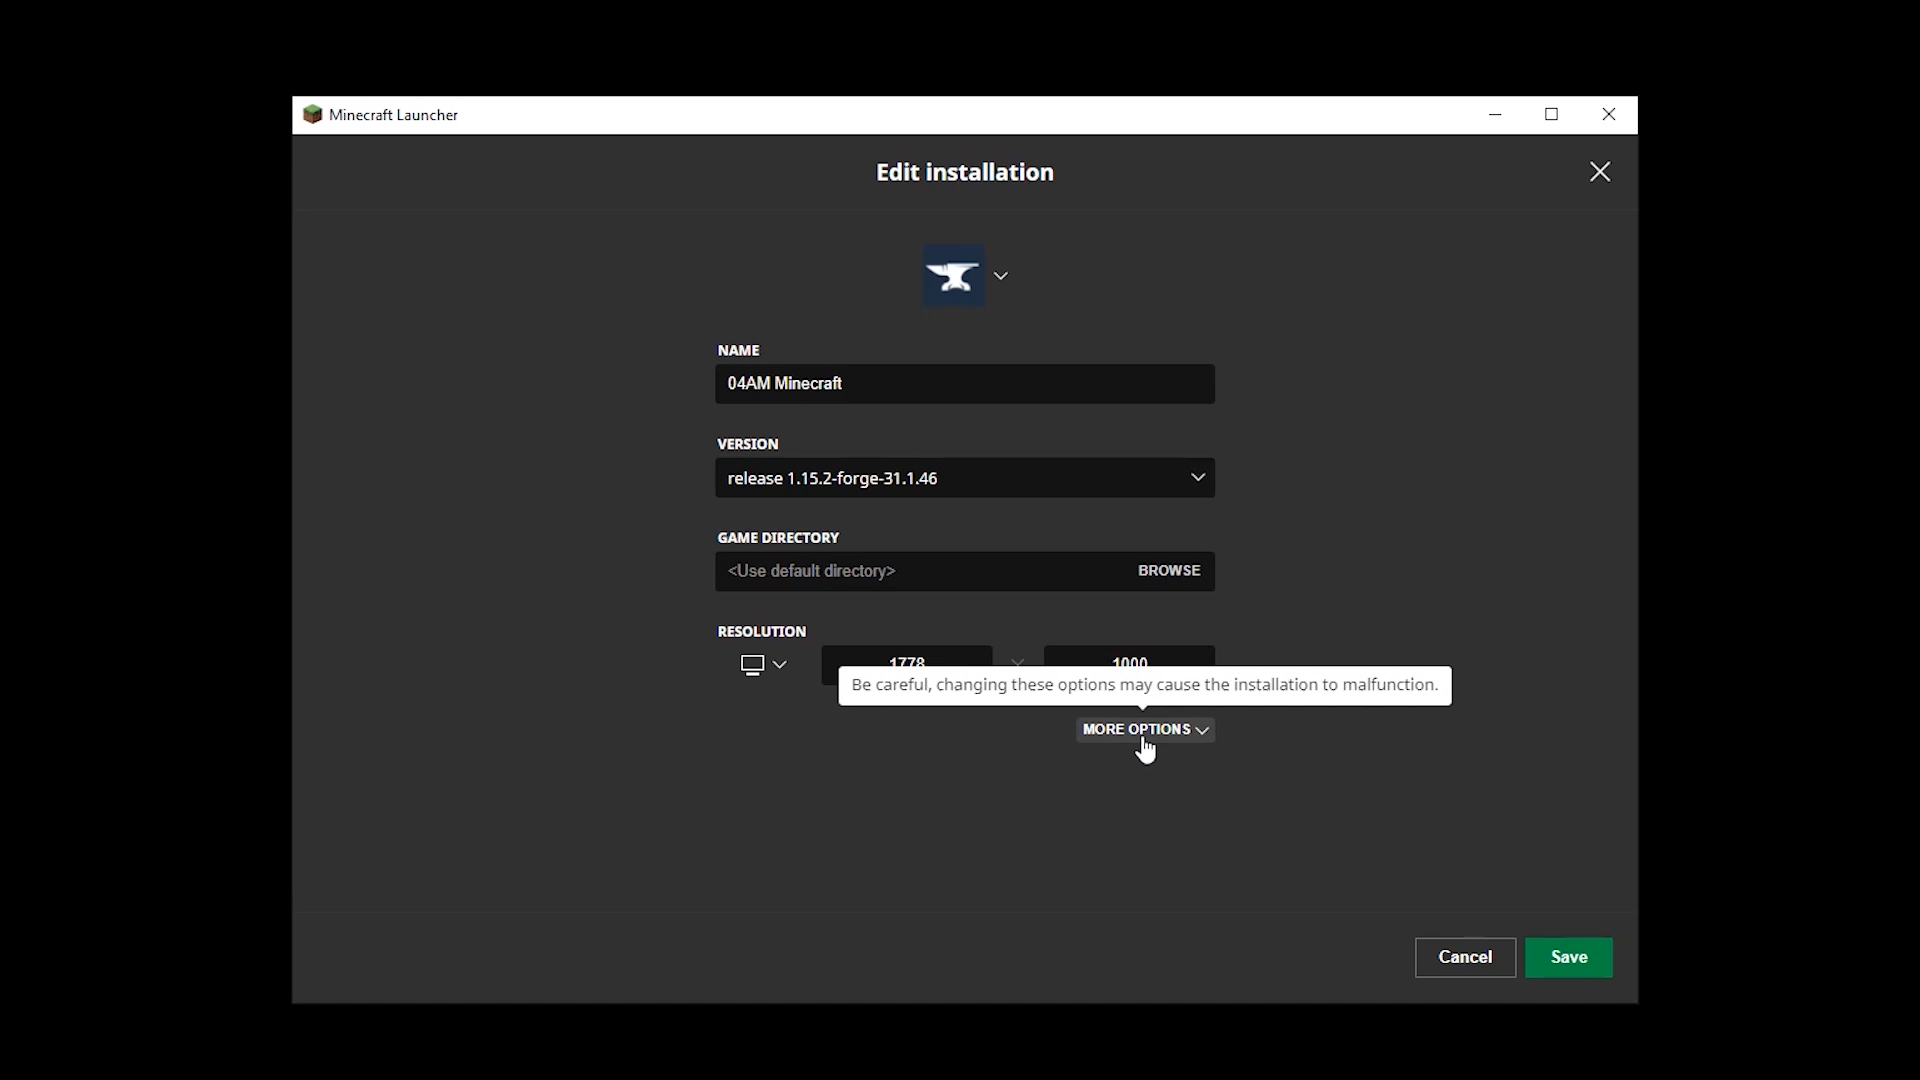 Minecraft Launcher
Edit installation
NAME
04AM Minecraft
VERSION
release 1.15.2-forge-31.1.46
GAME DIRECTORY
<Use default directory> BROWSE
RESOLUTION
1778 1000
Be careful, changing these options may cause the installation to malfunction.
MORE OPTIONS
Cancel Save